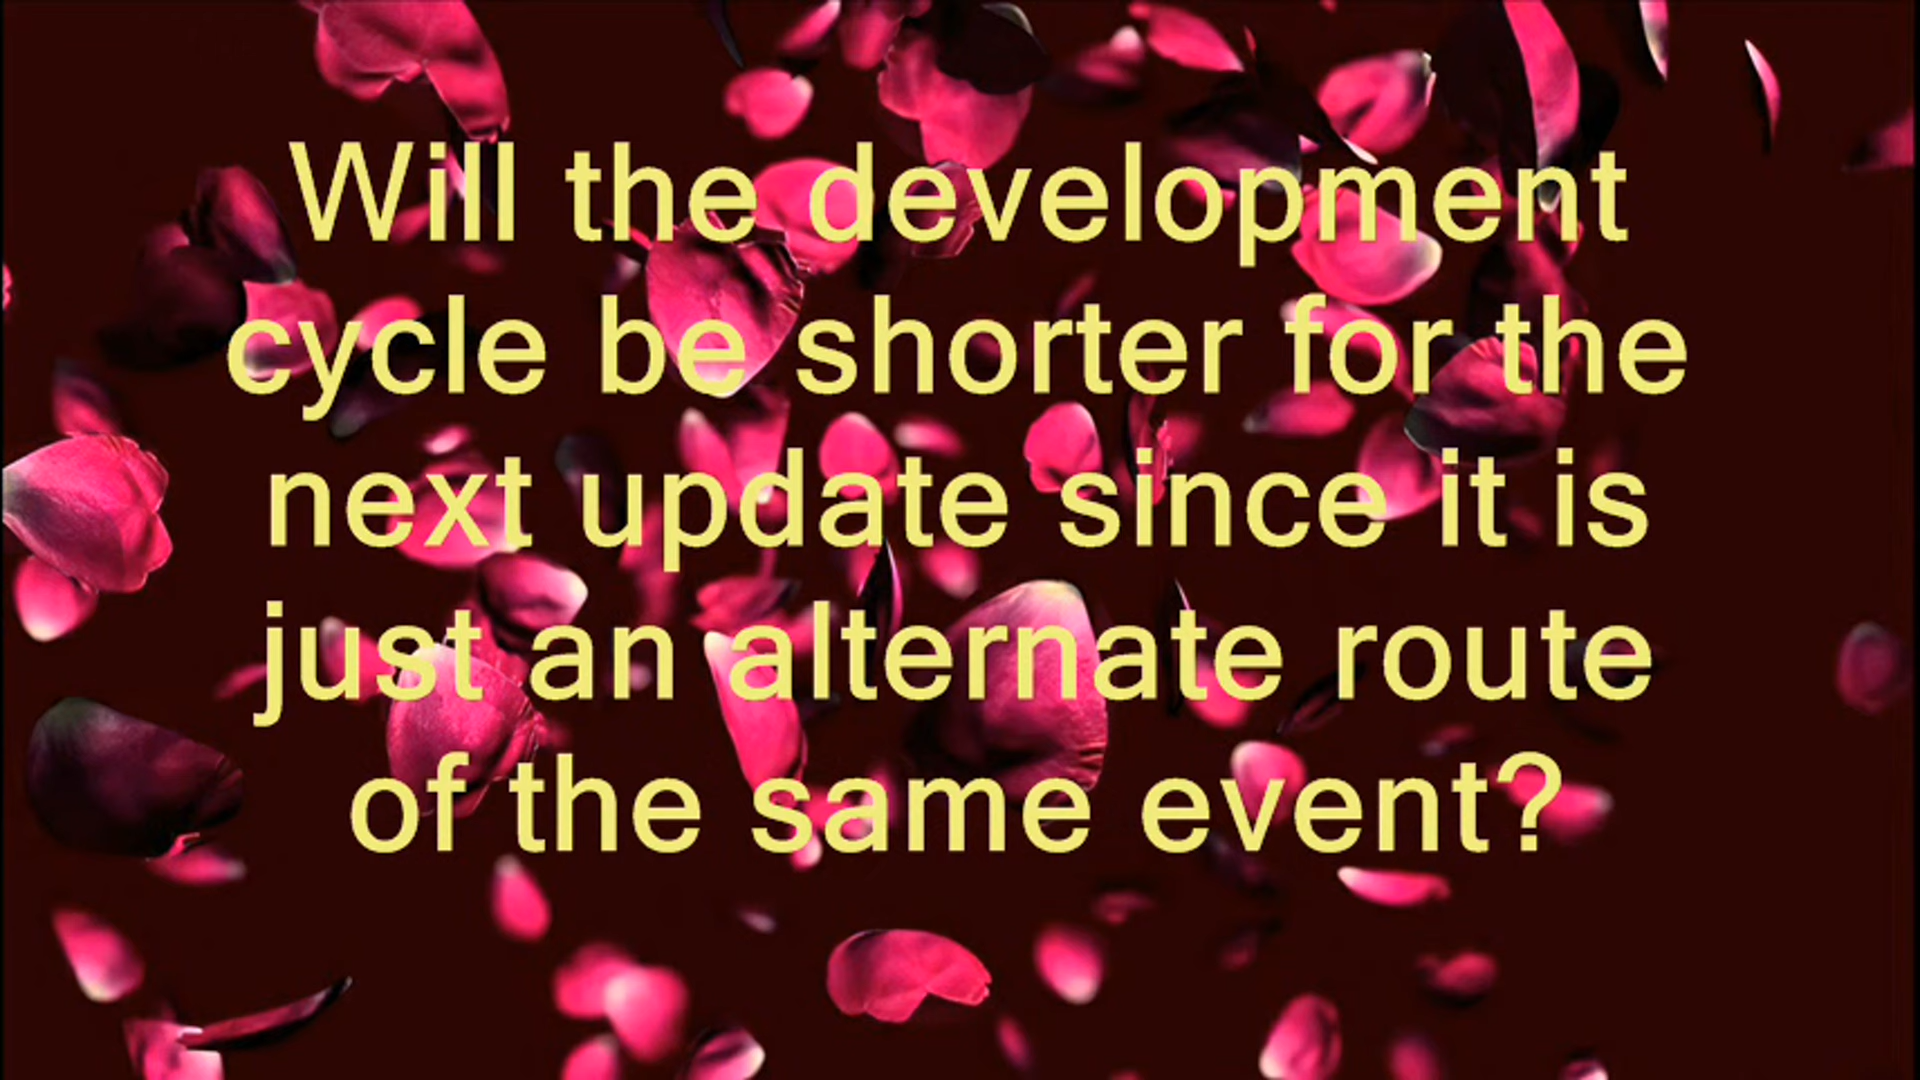 Will the development
cycle be shorter for the
next update since it is
just an alternate route
of the same event?